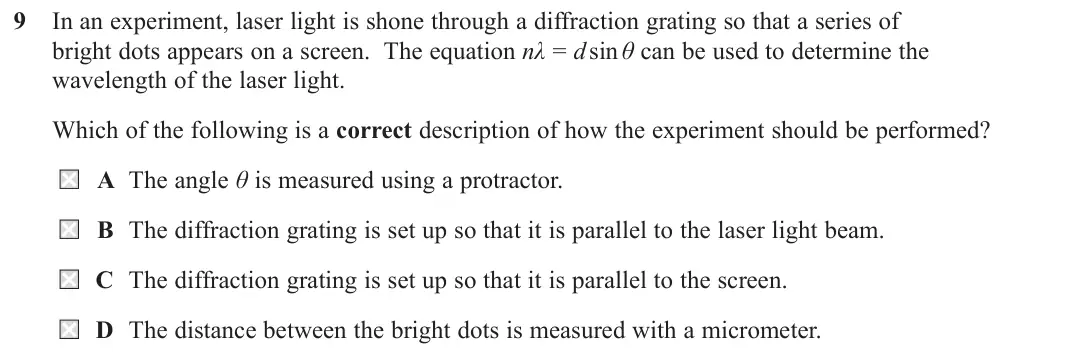 9 In an experiment, laser light is shone through a diffraction grating so that a series of
bright dots appears on a screen. The equation nλ = d sin θ can be used to determine the
wavelength of the laser light.
Which of the following is a correct description of how the experiment should be performed?
A The angle θ is measured using a protractor.
B The diffraction grating is set up so that it is parallel to the laser light beam.
C The diffraction grating is set up so that it is parallel to the screen.
D The distance between the bright dots is measured with a micrometer.